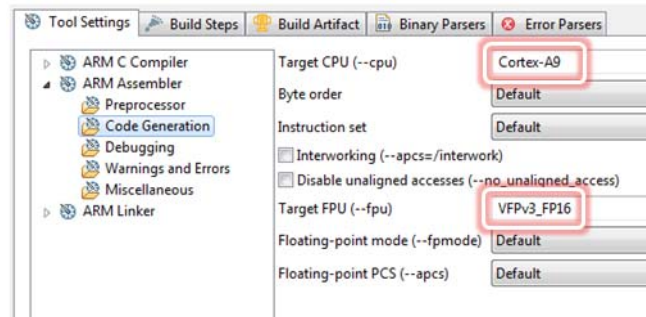 Tool Settings Build Steps Build Artifact Binary Parsers Error Parsers
ARM C Compiler
ARM Assembler
Preprocessor
Code Generation
Debugging
Warnings and Errors
Miscellaneous
ARM Linker
Target CPU (--cpu) Cortex-A9
Byte order Default
Instruction set Default
Interworking (--apcs=/interwork)
Disable unaligned accesses (--no_unaligned_access)
Target FPU (--fpu) VFPv3_FP16
Floating-point mode (--fpmode) Default
Floating-point PCS (--apcs) Default